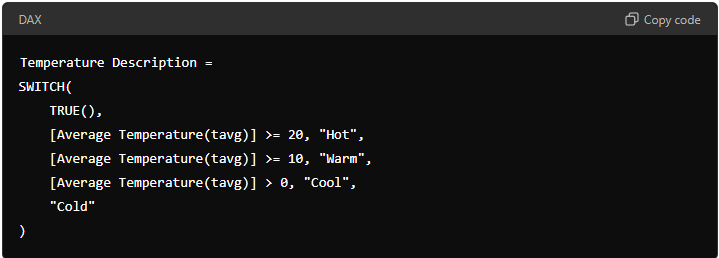 DAX
Copy code
Temperature Description =
SWITCH(
    TRUE(),
    [Average Temperature(tavg)] >= 20, "Hot",
    [Average Temperature(tavg)] >= 10, "Warm",
    [Average Temperature(tavg)] > 0, "Cool",
    "Cold"
)